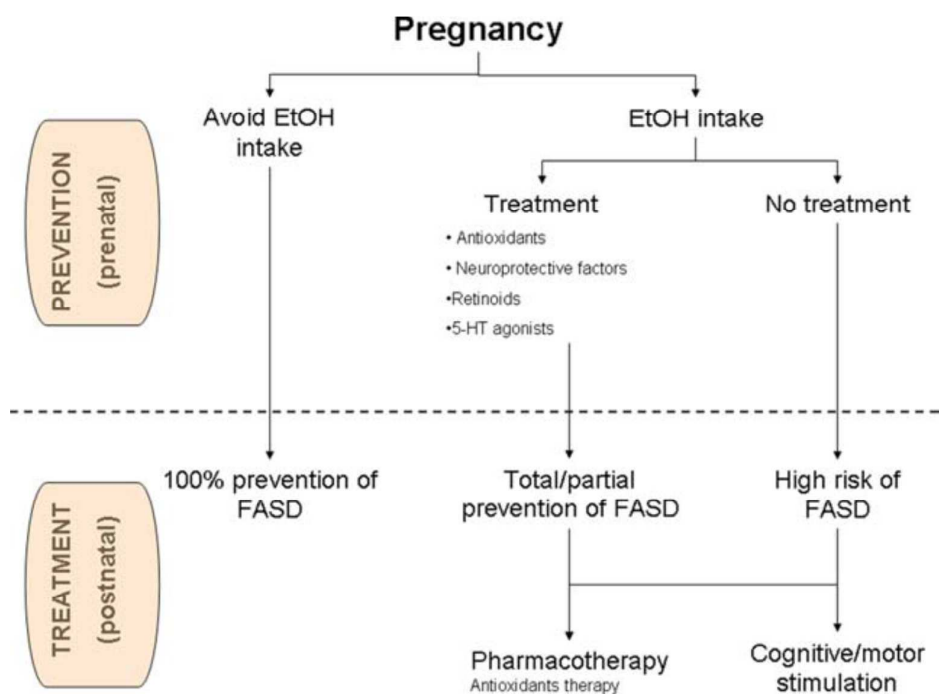 Pregnancy
Avoid EtOH
intake
EtOH intake
PREVENTION
(prenatal)
Treatment
No treatment
• Antioxidants
• Neuroprotective factors
•Retinoids
•5-HT agonists
TREATMENT
(postnatal)
100% prevention of
FASD
Total/partial
prevention of FASD
High risk of
FASD
Pharmacotherapy
Antioxidants therapy
Cognitive/motor
stimulation